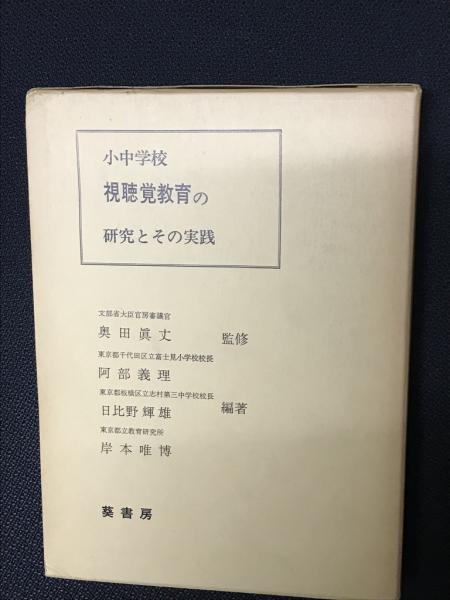 小中学校
視聴覚教育の
研究とその実践
文部省大臣官房審議官
奥田眞丈 監修
東京都千代田区立富士見小学校校長
阿部義理
東京都板橋区立志村第三中学校校長
日比野輝雄 編著
東京都立教育研究所
岸本唯博
葵書房